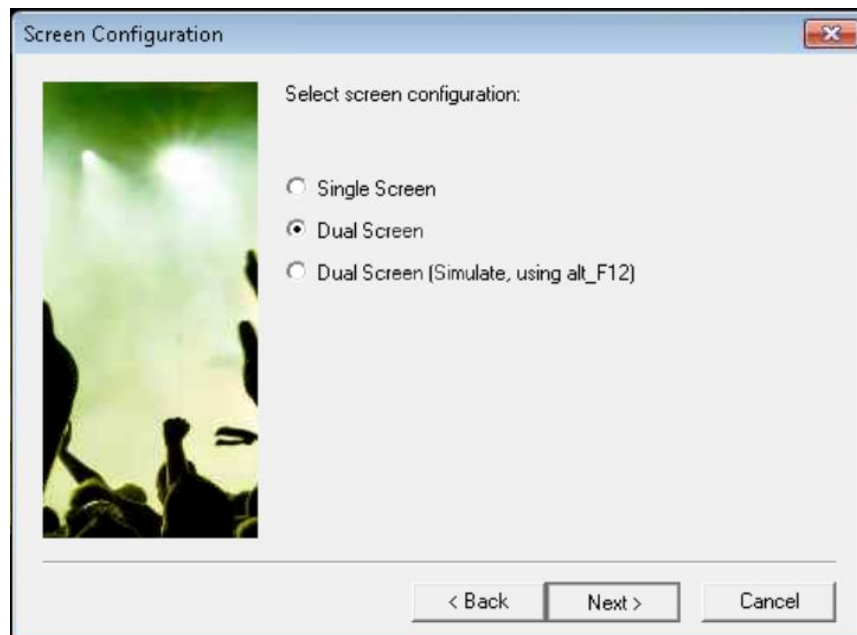 Screen Configuration
Select screen configuration:
Single Screen
Dual Screen
Dual Screen (Simulate, using alt_F12)
< Back
Next >
Cancel